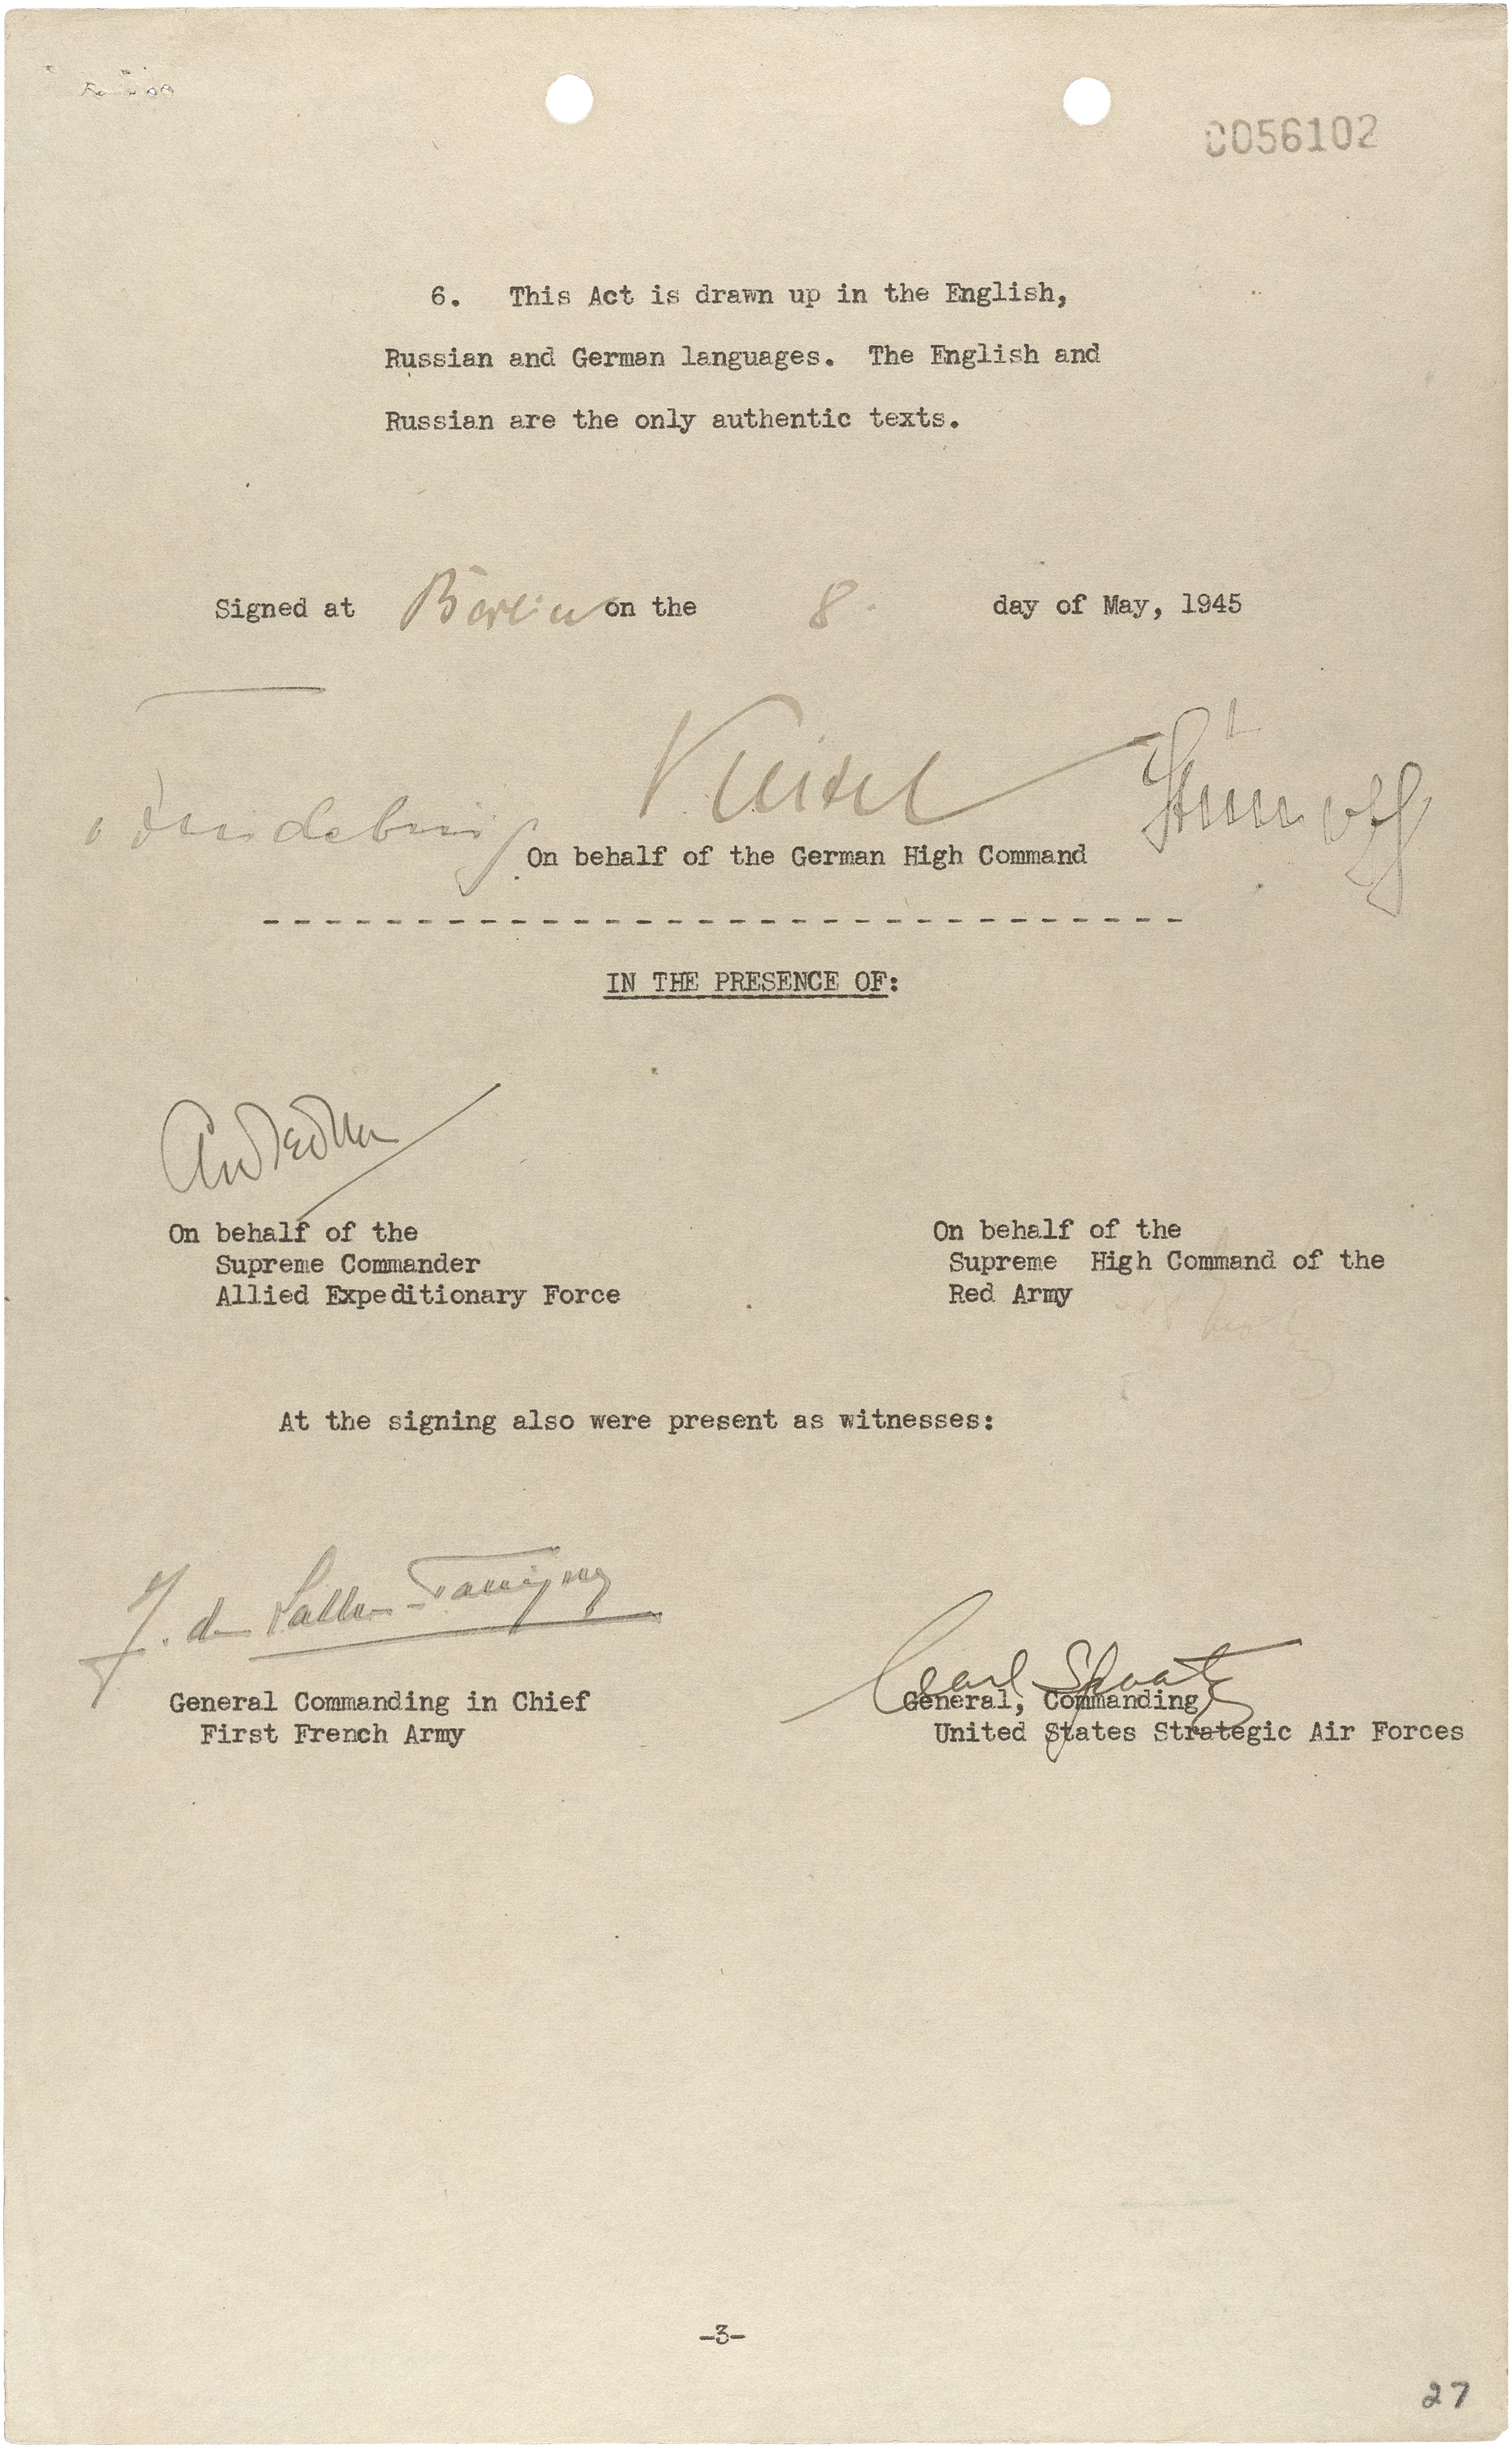 0056102
6. This Act is drawn up in the English,
Russian and German languages. The English and
Russian are the only authentic texts.
Signed at Berlin on the 8. day of May, 1945
Keitel
On behalf of the German High Command
IN THE PRESENCE OF:
On behalf of the
Supreme Commander
Allied Expeditionary Force
On behalf of the
Supreme High Command of the
Red Army
At the signing also were present as witnesses:
J. de Lattre-Tassigny
General Commanding in Chief
First French Army
Carl Spaatz
General, Commanding
United States Strategic Air Forces
-3-
27